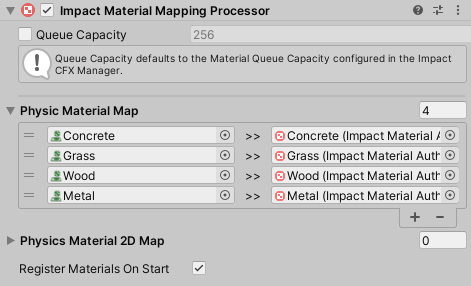 Impact Material Mapping Processor
Queue Capacity 256
Queue Capacity defaults to the Material Queue Capacity configured in the Impact
CFX Manager.
Physic Material Map 4
Concrete >> Concrete (Impact Material A
Grass >> Grass (Impact Material Auth
Wood >> Wood (Impact Material Auth
Metal >> Metal (Impact Material Auth
+ −
Physics Material 2D Map 0
Register Materials On Start